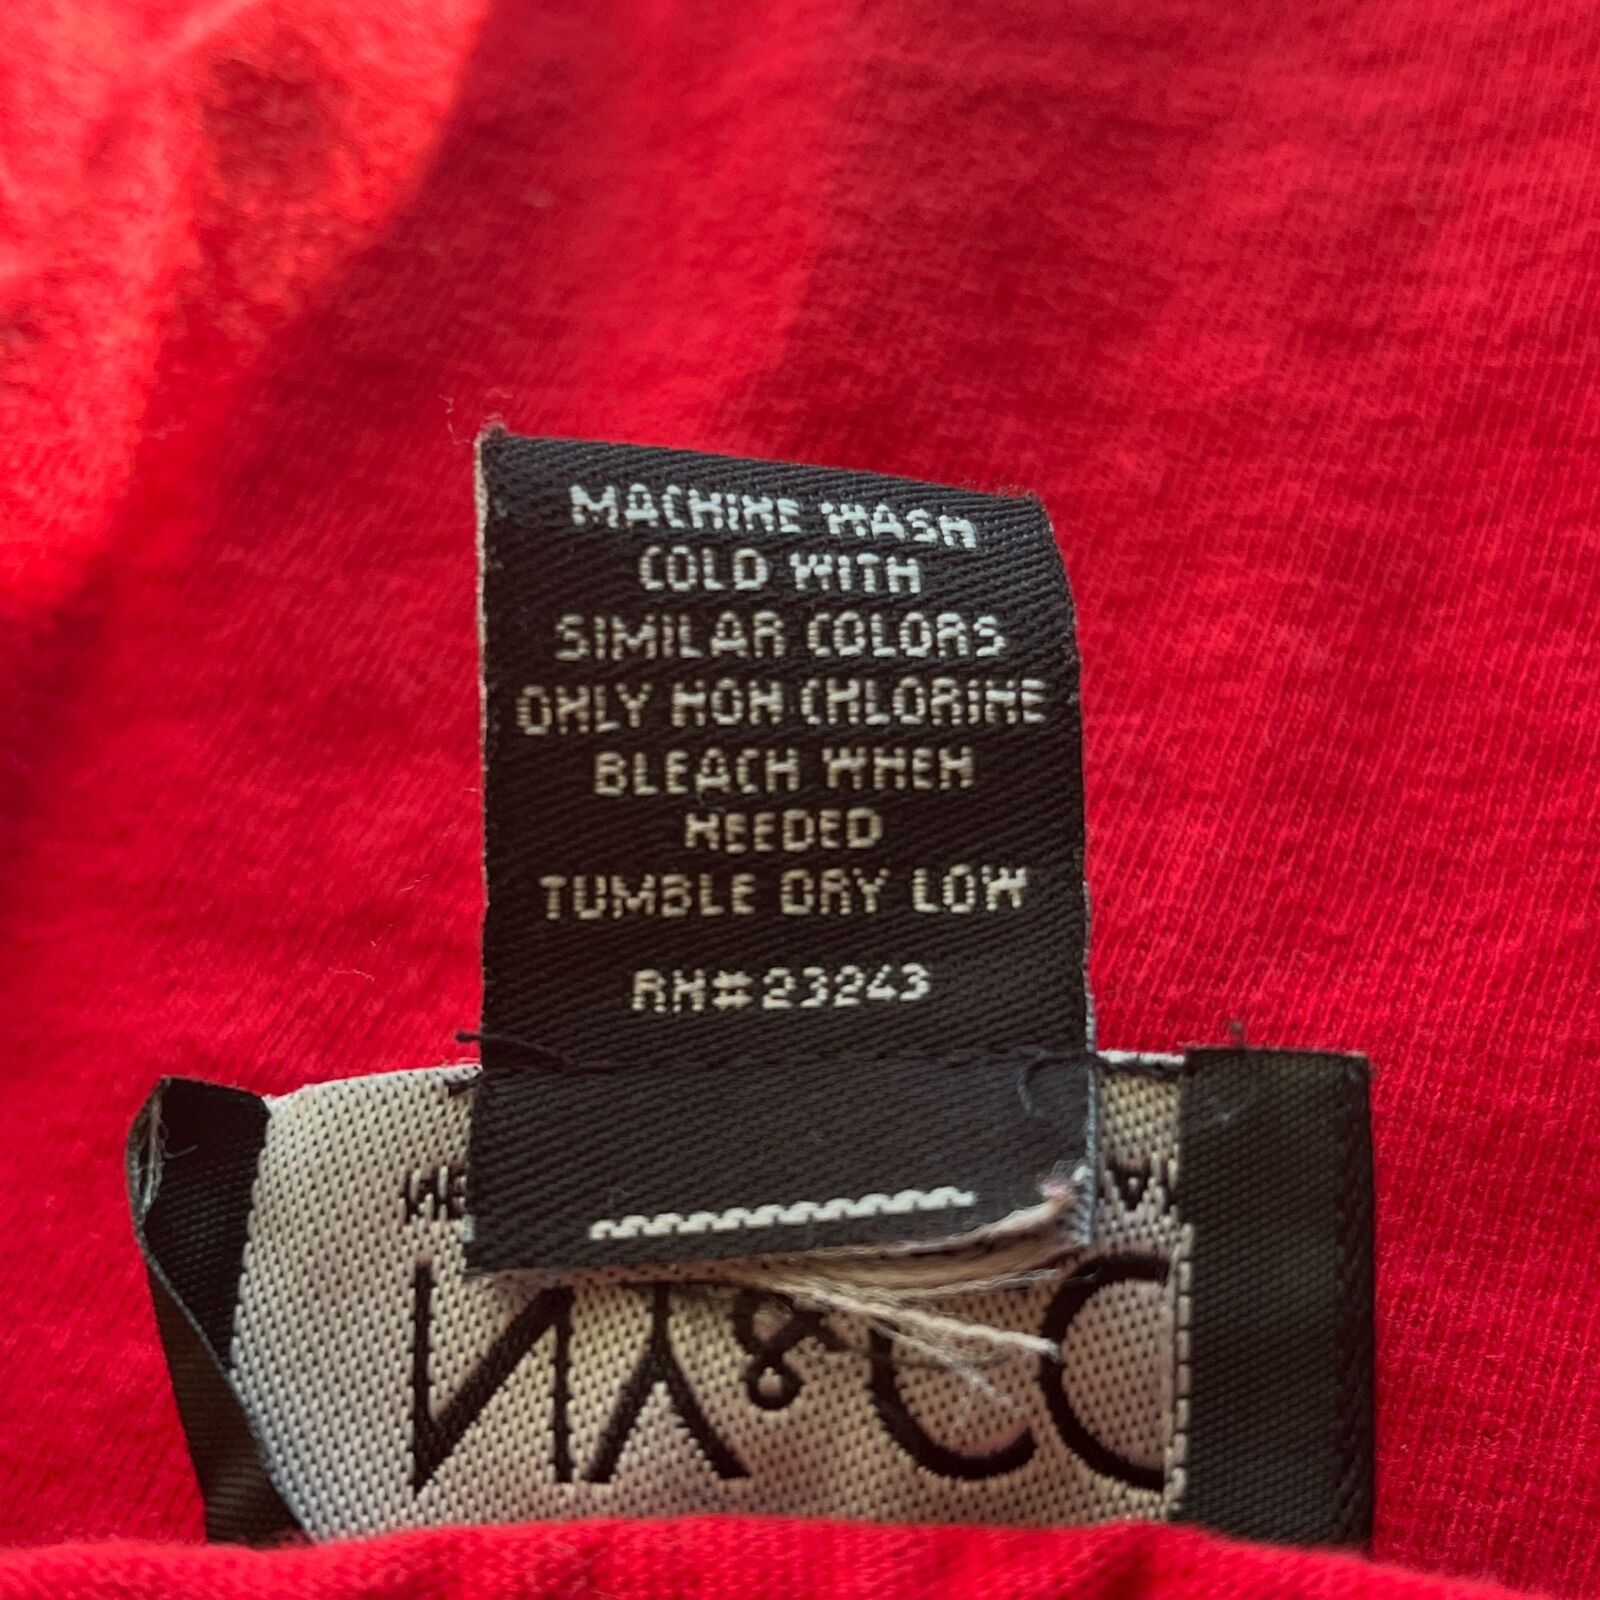 MACHINE WASH
COLD WITH
SIMILAR COLORS
ONLY NON CHLORINE
BLEACH WHEN
NEEDED
TUMBLE DRY LOW
RN#23243